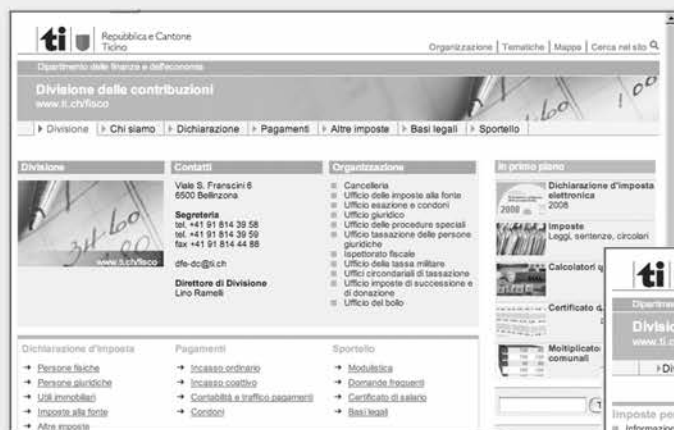 ti
Repubblica e Cantone
Ticino
Organizzazione | Tematiche | Mappa | Cerca nel sito
Dipartimento delle finanze e dell'economia
Divisione delle contribuzioni
www.ti.ch/fisco
Divisione
Chi siamo
Dichiarazione
Pagamenti
Altre imposte
Basi legali
Sportello
Divisione
www.ti.ch/fisco
Contatti
Viale S. Franscini 6
6500 Bellinzona
Segreteria
tel. +41 91 814 39 58
tel. +41 91 814 39 59
fax +41 91 814 44 88
dfe-dc@ti.ch
Direttore di Divisione
Lino Ramelli
Organizzazione
Cancelleria
Ufficio delle imposte alla fonte
Ufficio esazione e condoni
Ufficio giuridico
Ufficio delle procedure speciali
Ufficio tassazione delle persone
giuridiche
Ispettorato fiscale
Ufficio della tassa militare
Uffici circondariali di tassazione
Ufficio imposte di successione e
di donazione
Ufficio del bollo
In primo piano
Dichiarazione d'imposta
elettronica
2008
Imposte
Leggi, sentenze, circolari
Calcolatori
Certificato d
Moltiplicato
comunali
Dichiarazione d'imposta
Persone fisiche
Persone giuridiche
Utili immobiliari
Imposte alla fonte
Altre imposte
Pagamenti
Incasso ordinario
Incasso coattivo
Contabilità e traffico pagamenti
Condoni
Sportello
Modulistica
Domande frequenti
Certificato di salario
Basi legali
ti
Dipartime
Divisio
www.ti.c
Di
Imposte pe
Informazion